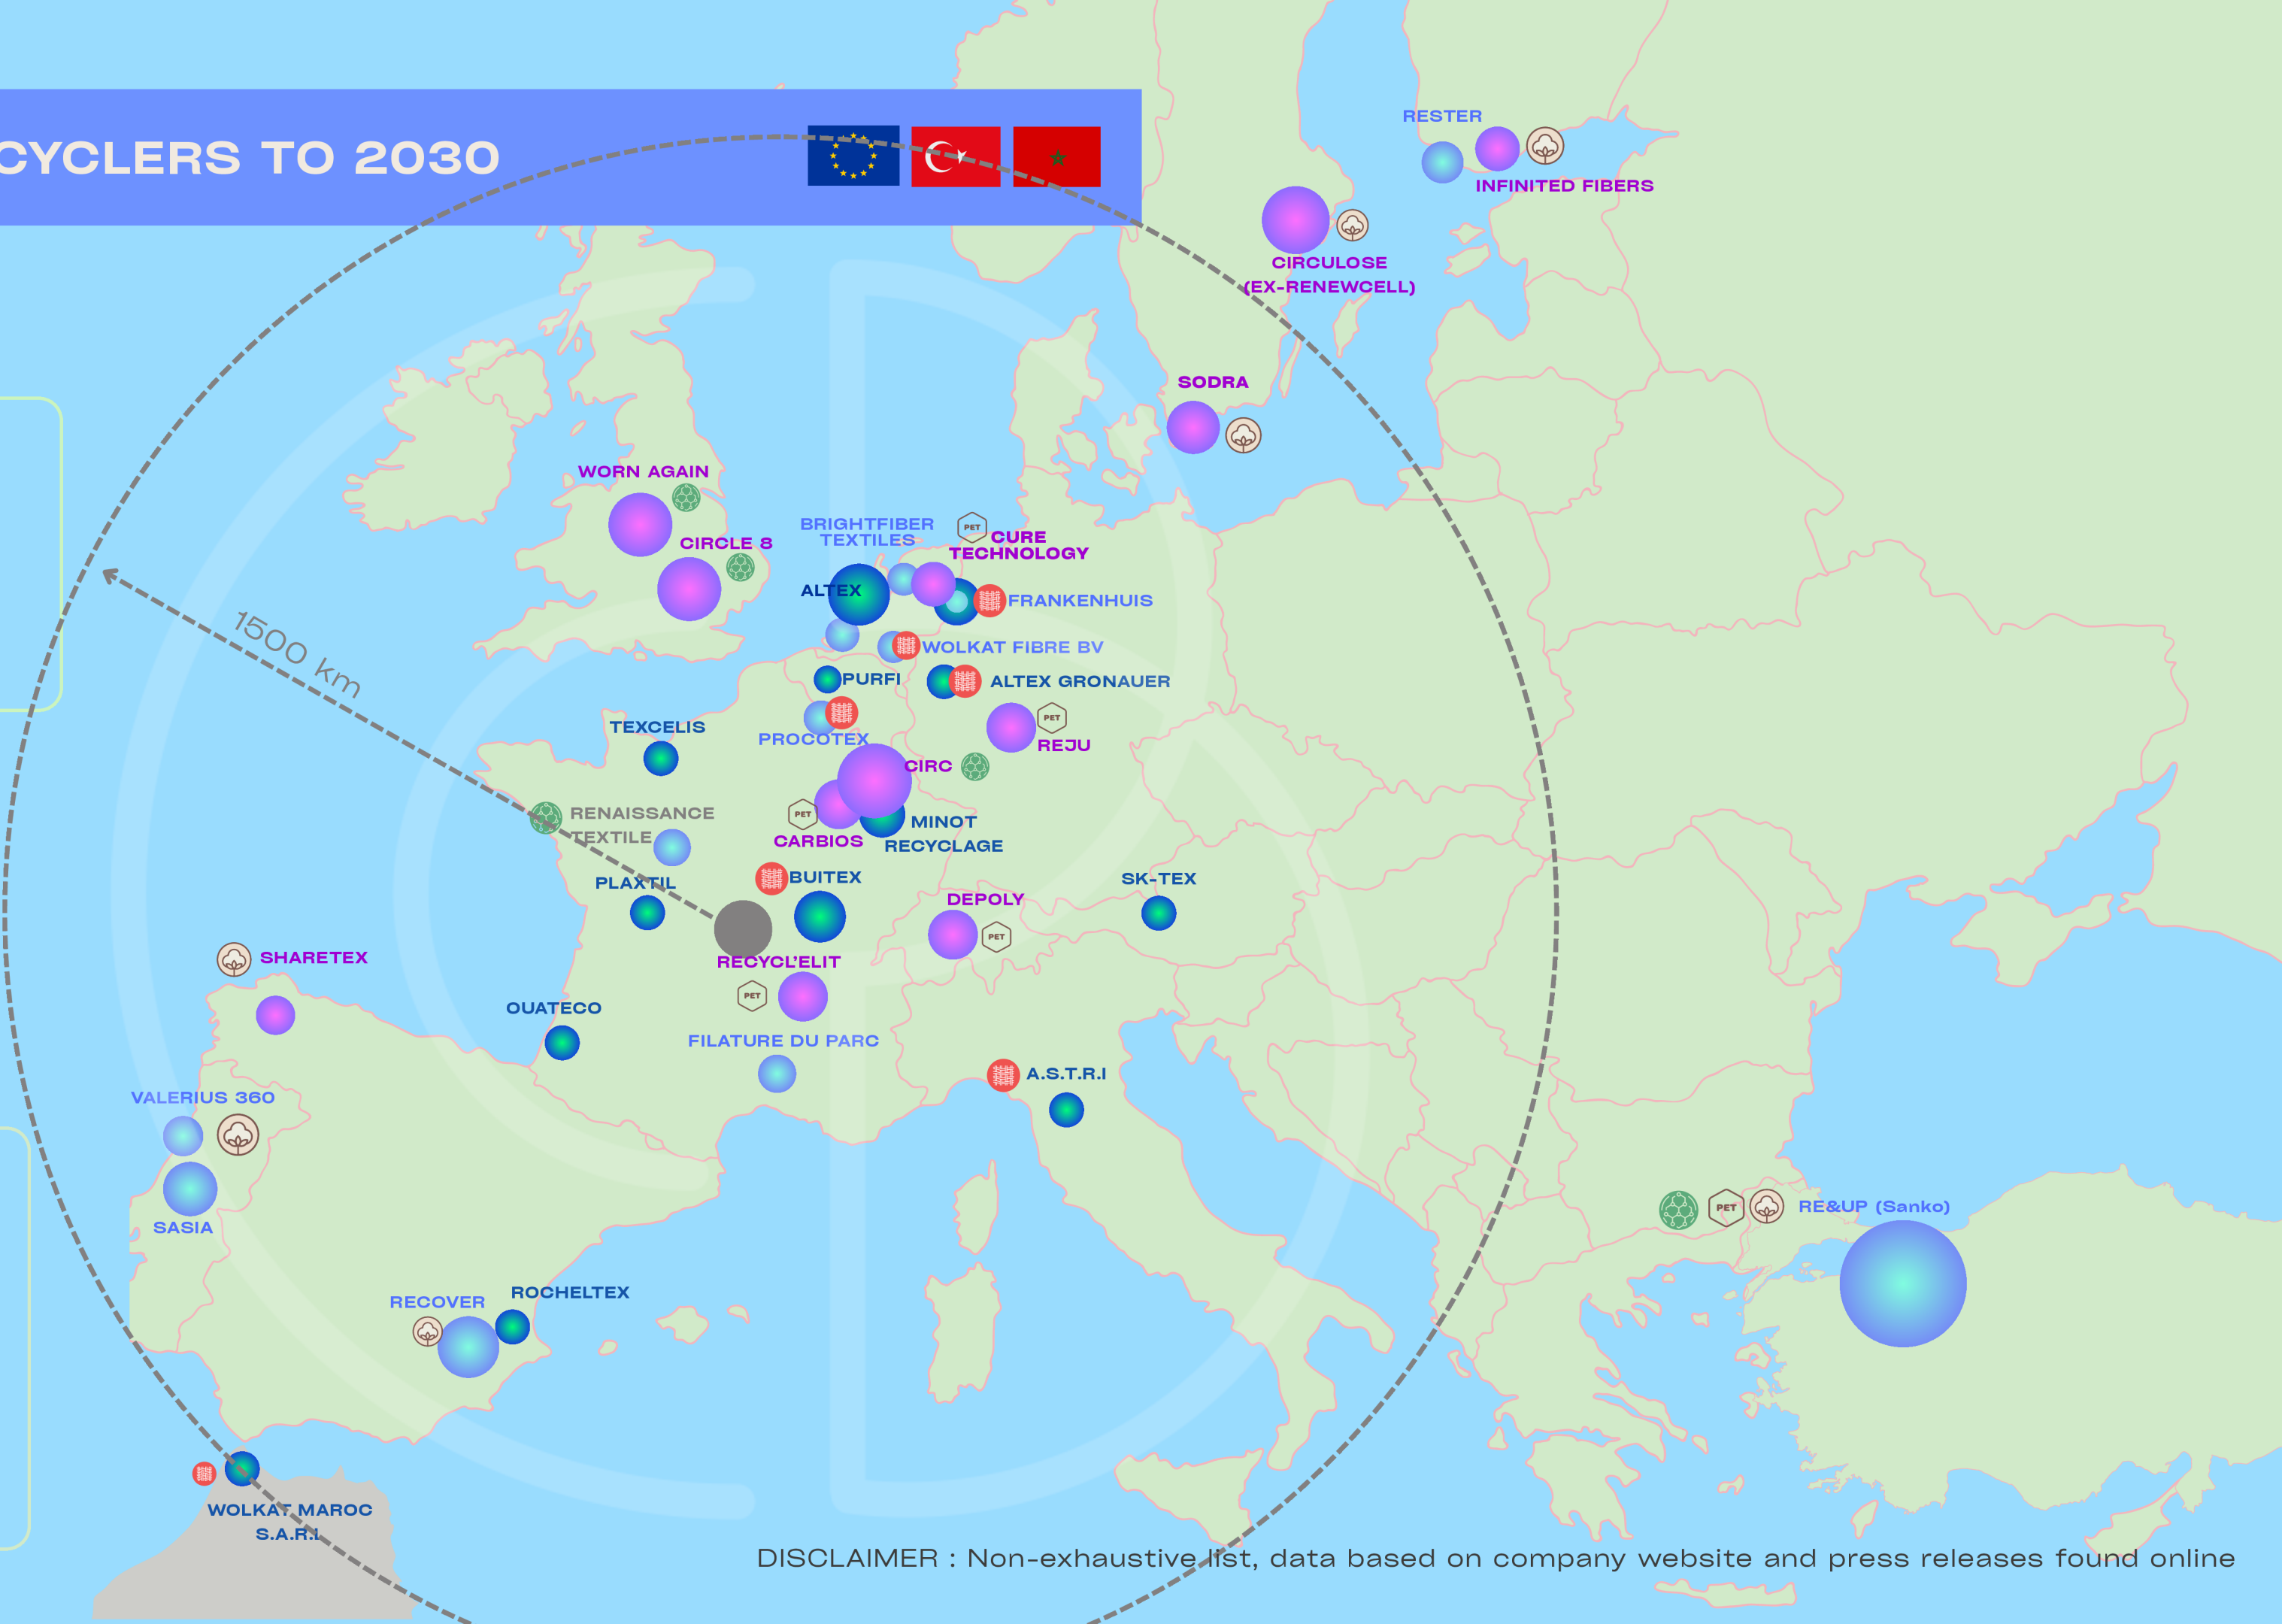 CYCLERS TO 2030
RESTER
INFINITED FIBERS
CIRCULOSE
(EX-RENEWCELL)
SODRA
WORN AGAIN
CIRCLE 8
BRIGHTFIBER
TEXTILES
PET
CURE
TECHNOLOGY
ALTEX
FRANKENHUIS
1500 km
WOLKAT FIBRE BV
PURFI
ALTEX GRONAUER
TEXCELIS
PROCOTEX
PET
REJU
CIRC
RENAISSANCE
TEXTILE
PET
CARBIOS
MINOT
RECYCLAGE
PLAXTIL
BUITEX
SK-TEX
DEPOLY
PET
SHARETEX
RECYCL'ELIT
PET
OUATECO
FILATURE DU PARC
A.S.T.R.I
VALERIUS 360
SASIA
PET
RE&UP (Sanko)
RECOVER
ROCHELTEX
WOLKAT MAROC
S.A.R.L
DISCLAIMER : Non-exhaustive list, data based on company website and press releases found online